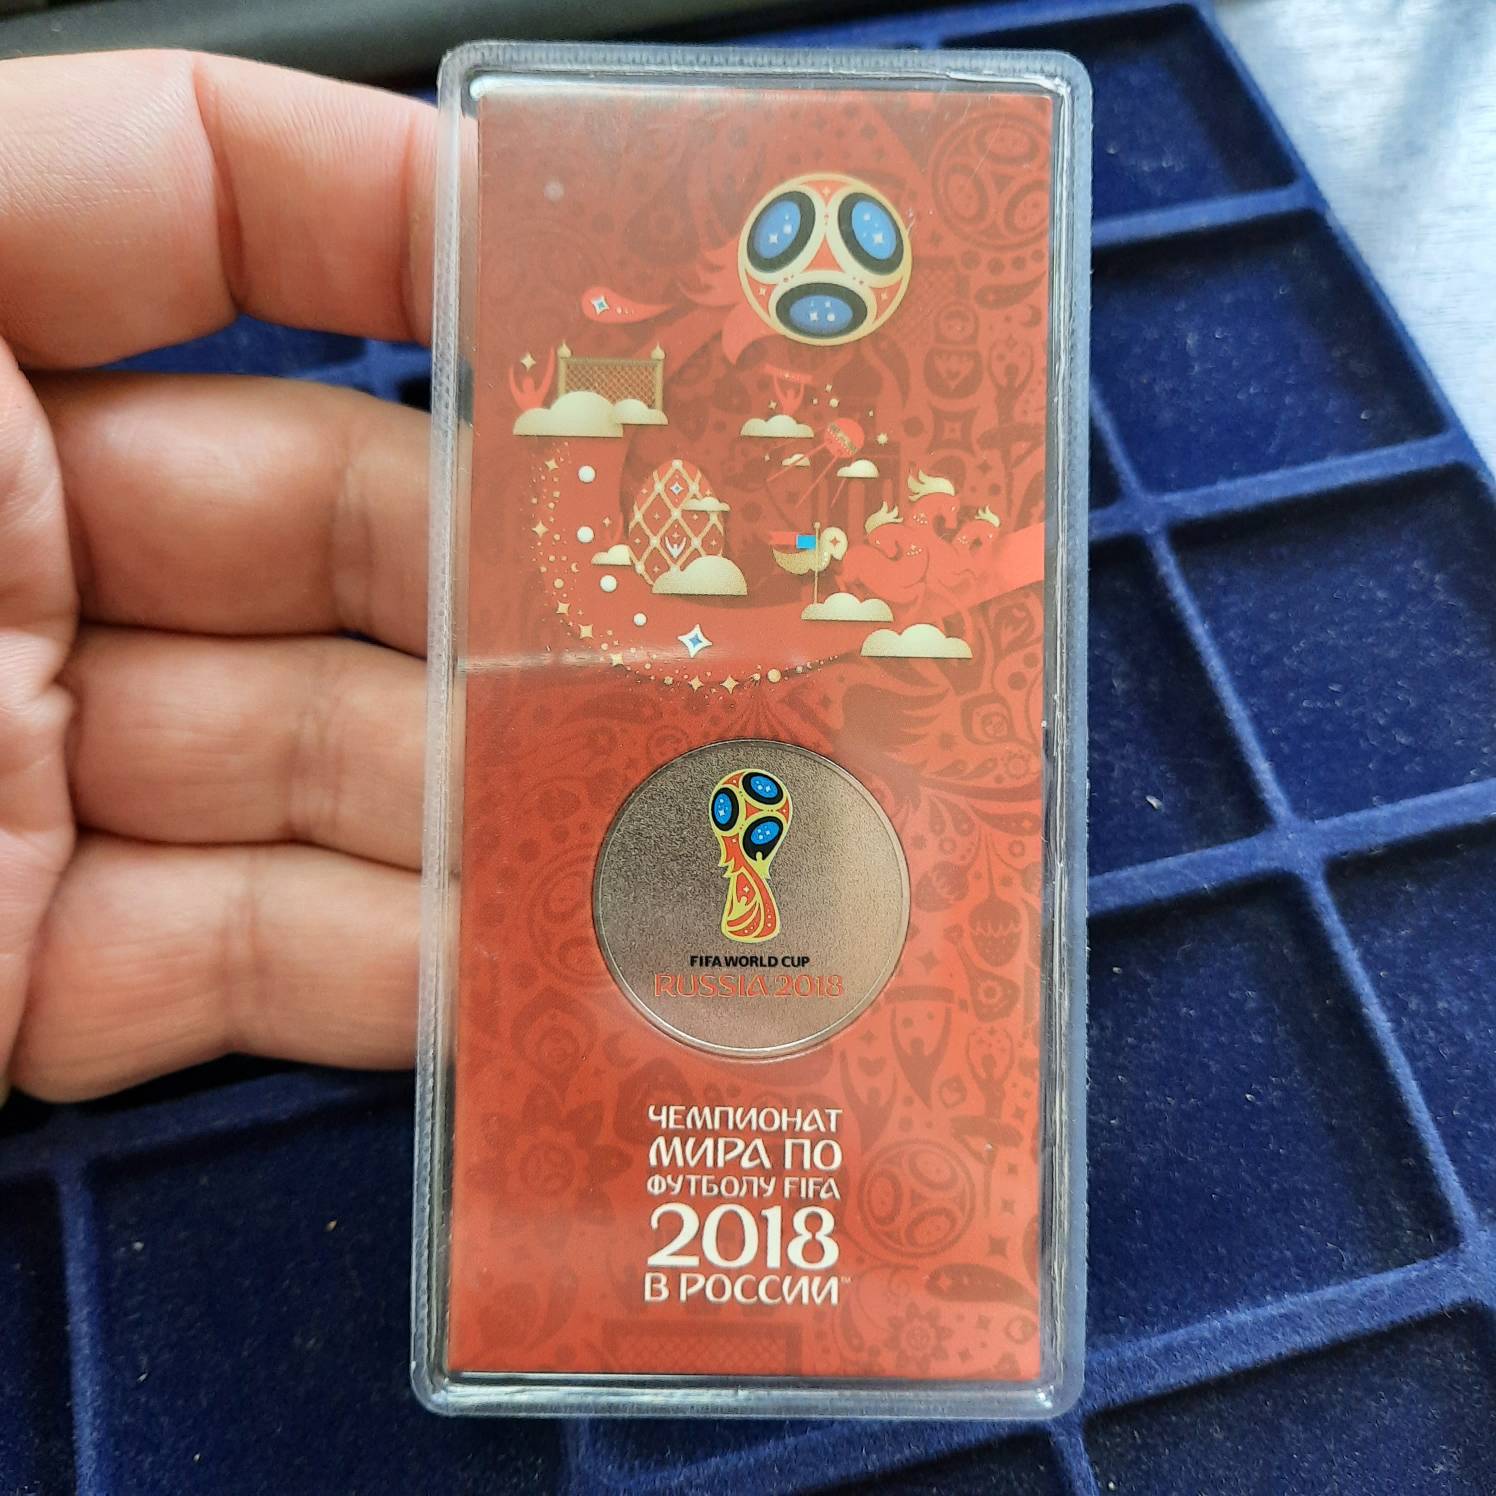 FIFA WORLD CUP
RUSSIA 2018
ЧЕМПИОНАТ
МИРА ПО
ФУТБОЛУ FIFA
2018
В РОССИИ™